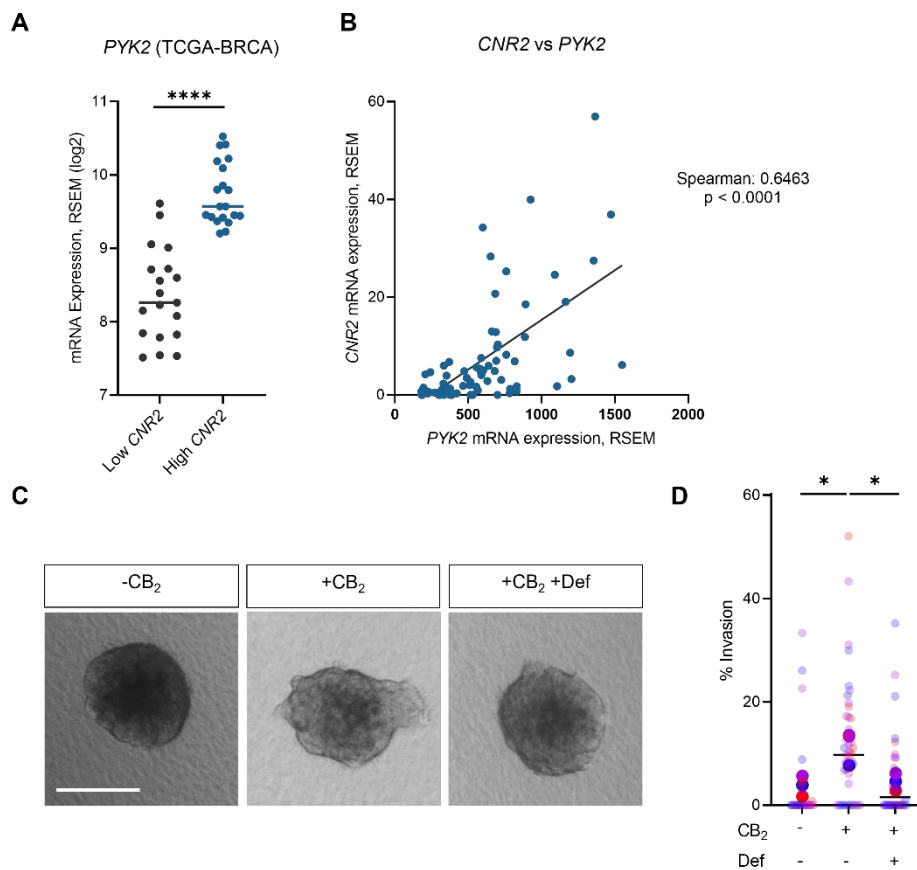 A
PYK2 (TCGA-BRCA)
****
mRNA Expression, RSEM (log2)
11
10
9
8
7
Low CNR2
High CNR2
B
CNR2 vs PYK2
CNR2 mRNA expression, RSEM
60
40
20
0
0
500
1000
1500
2000
PYK2 mRNA expression, RSEM
Spearman: 0.6463
p < 0.0001
C
-CB₂
+CB₂
+CB₂ +Def
D
*
*
% Invasion
60
40
20
0
CB₂ - + +
Def - - +